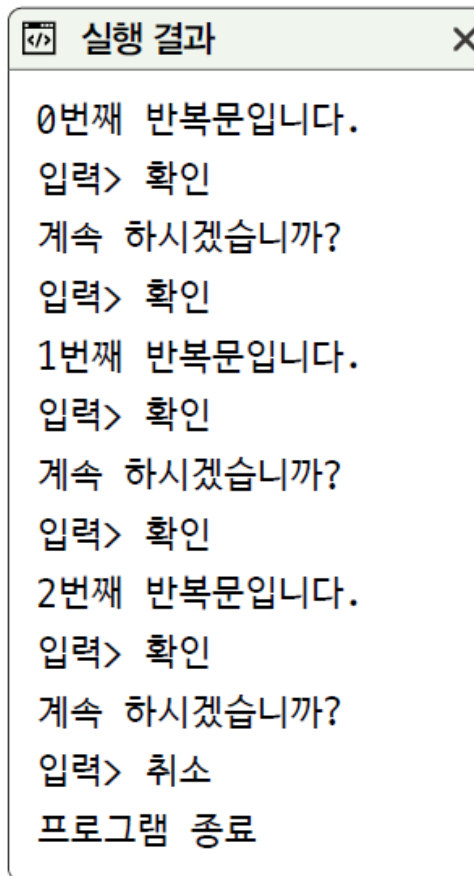 실행 결과
0번째 반복문입니다.
입력> 확인
계속 하시겠습니까?
입력> 확인
1번째 반복문입니다.
입력> 확인
계속 하시겠습니까?
입력> 확인
2번째 반복문입니다.
입력> 확인
계속 하시겠습니까?
입력> 취소
프로그램 종료